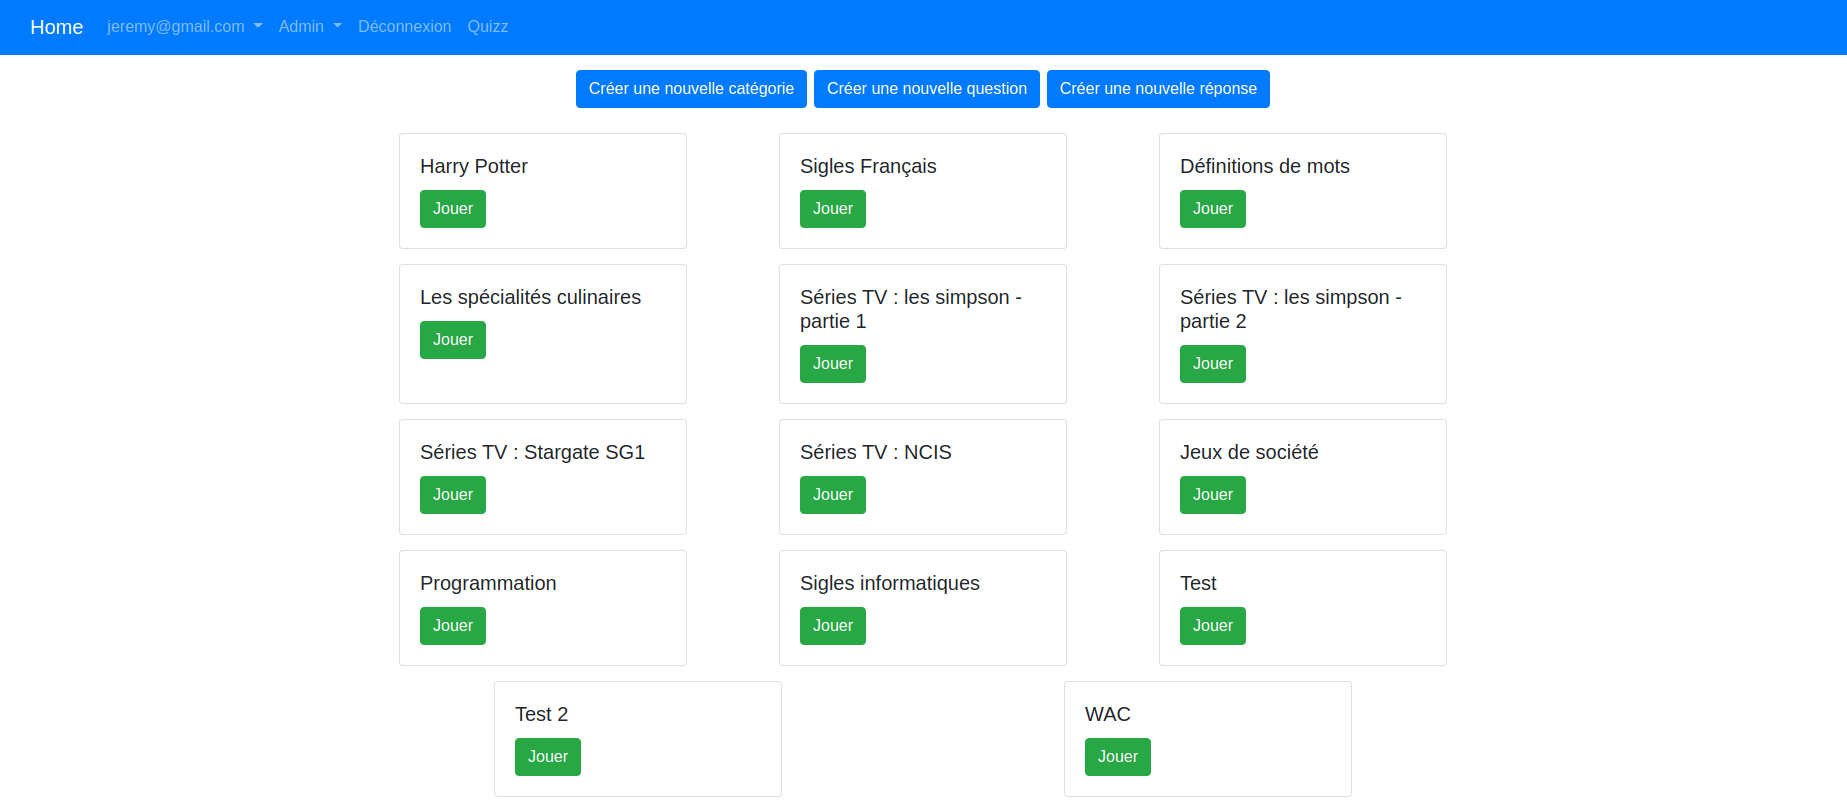 Home jeremy@gmail.com Admin Déconnexion Quizz
Créer une nouvelle catégorie Créer une nouvelle question Créer une nouvelle réponse
Harry Potter
Jouer
Sigles Français
Jouer
Définitions de mots
Jouer
Les spécialités culinaires
Jouer
Séries TV : les simpson -
partie 1
Jouer
Séries TV : les simpson -
partie 2
Jouer
Séries TV : Stargate SG1
Jouer
Séries TV : NCIS
Jouer
Jeux de société
Jouer
Programmation
Jouer
Sigles informatiques
Jouer
Test
Jouer
Test 2
Jouer
WAC
Jouer